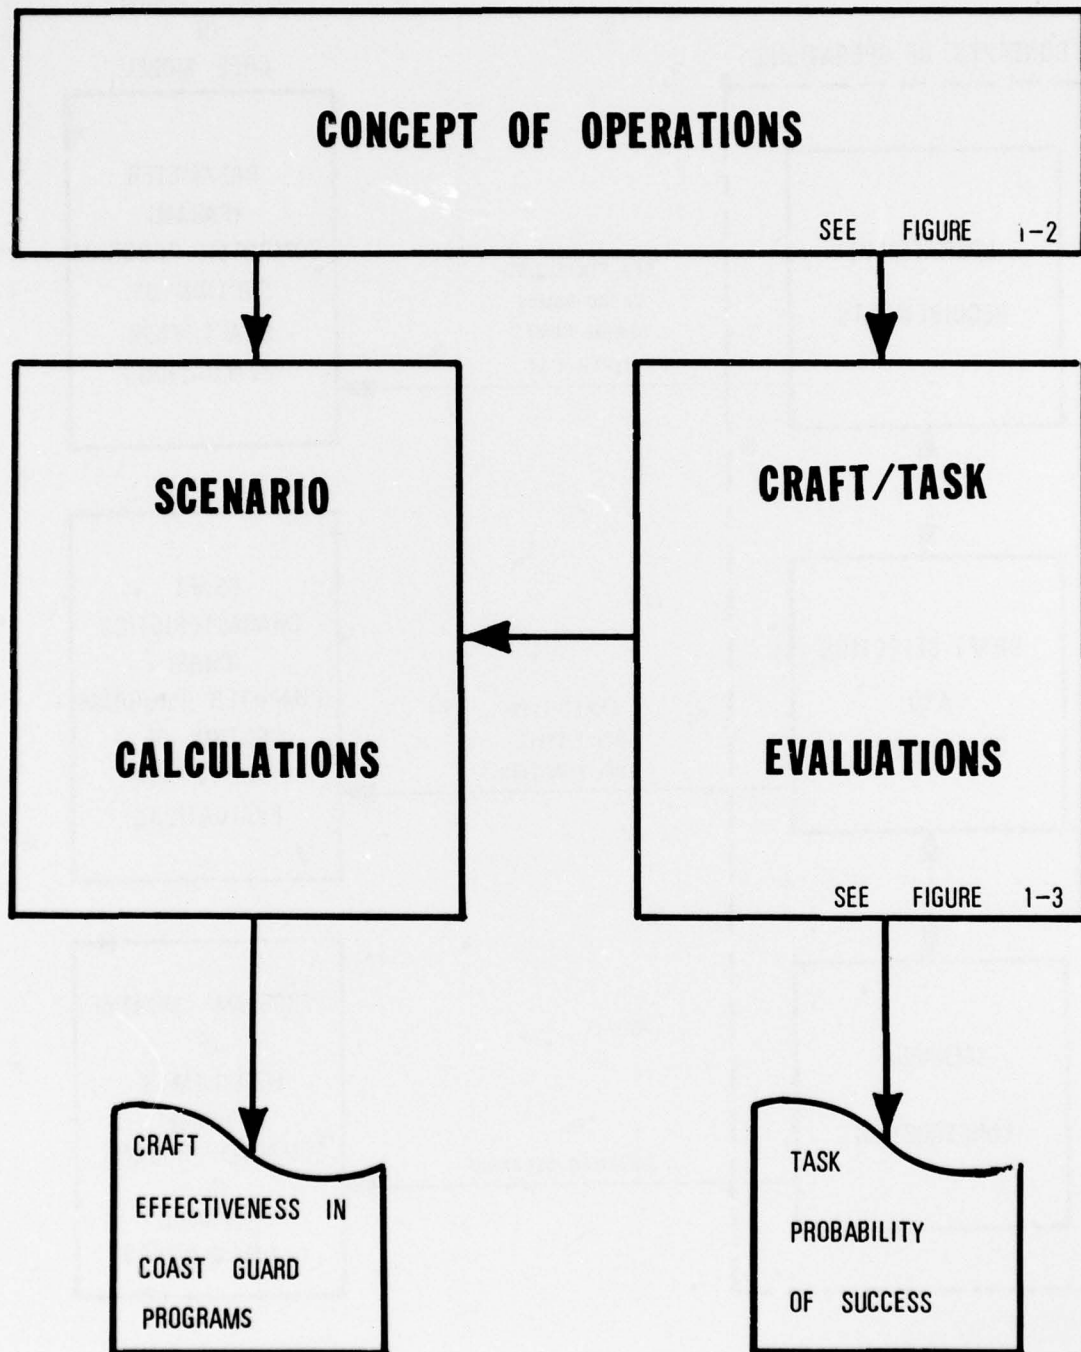 CONCEPT OF OPERATIONS
SEE FIGURE 1-2
SCENARIO
CALCULATIONS
CRAFT/TASK
EVALUATIONS
SEE FIGURE 1-3
CRAFT
EFFECTIVENESS IN
COAST GUARD
PROGRAMS
TASK
PROBABILITY
OF SUCCESS